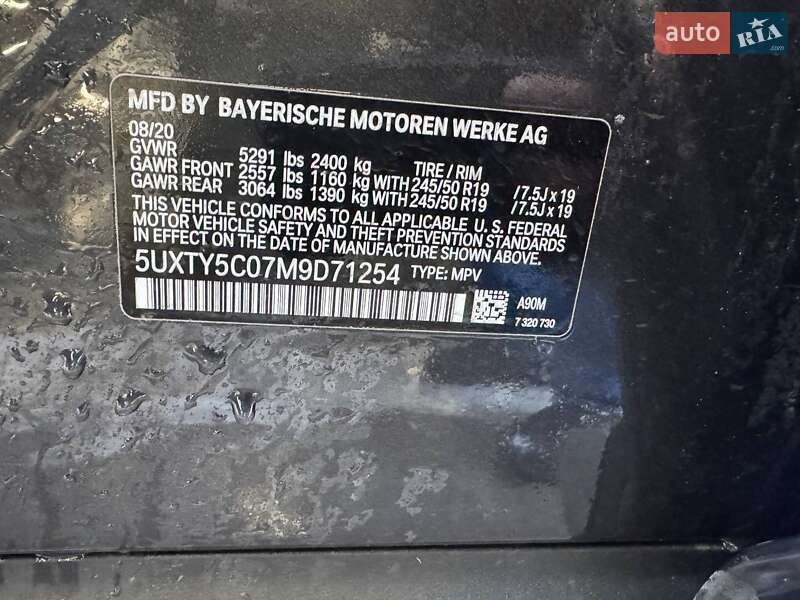 auto RIA .com
MFD BY BAYERISCHE MOTOREN WERKE AG
08/20
GVWR 5291 lbs 2400 kg TIRE / RIM
GAWR FRONT 2557 lbs 1160 kg WITH 245/50 R19 /7.5J x 19
GAWR REAR 3064 lbs 1390 kg WITH 245/50 R19 /7.5J x 19
THIS VEHICLE CONFORMS TO ALL APPLICABLE U. S. FEDERAL
MOTOR VEHICLE SAFETY AND THEFT PREVENTION STANDARDS
IN EFFECT ON THE DATE OF MANUFACTURE SHOWN ABOVE.
5UXTY5C07M9D71254 TYPE: MPV
A90M
7 320 730